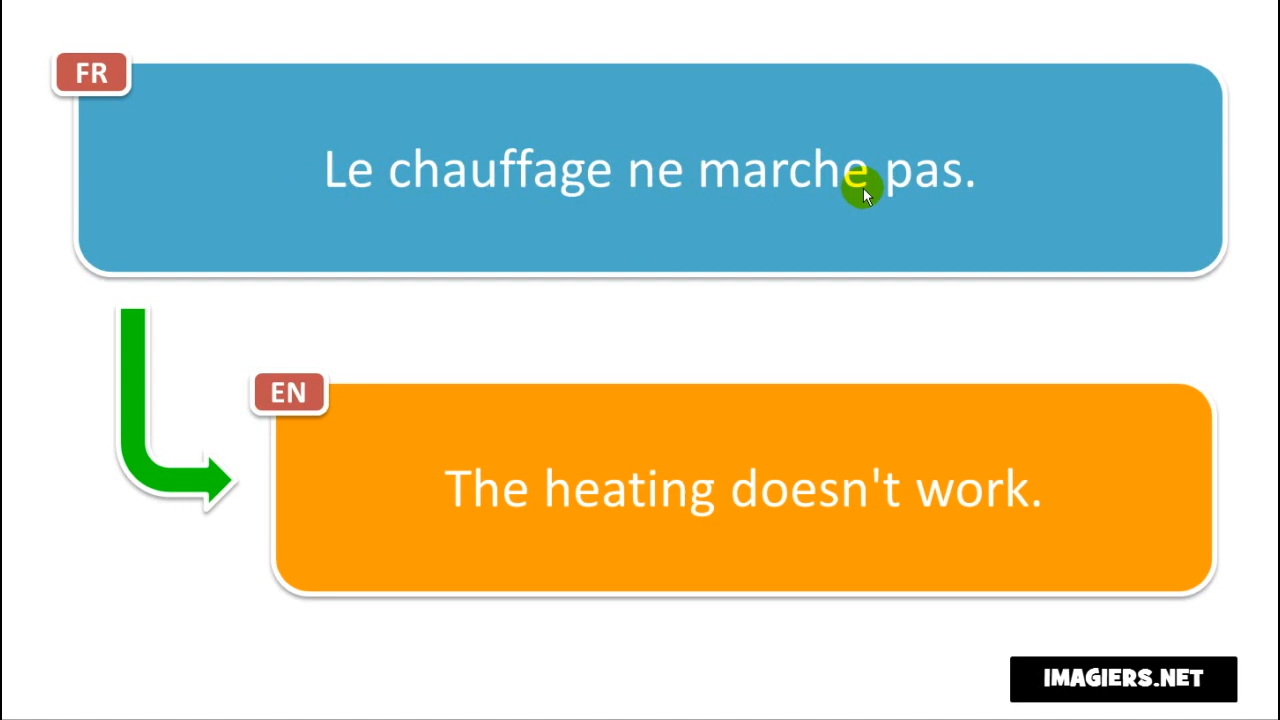 FR
Le chauffage ne marche pas.
EN
The heating doesn't work.
IMAGIERS.NET